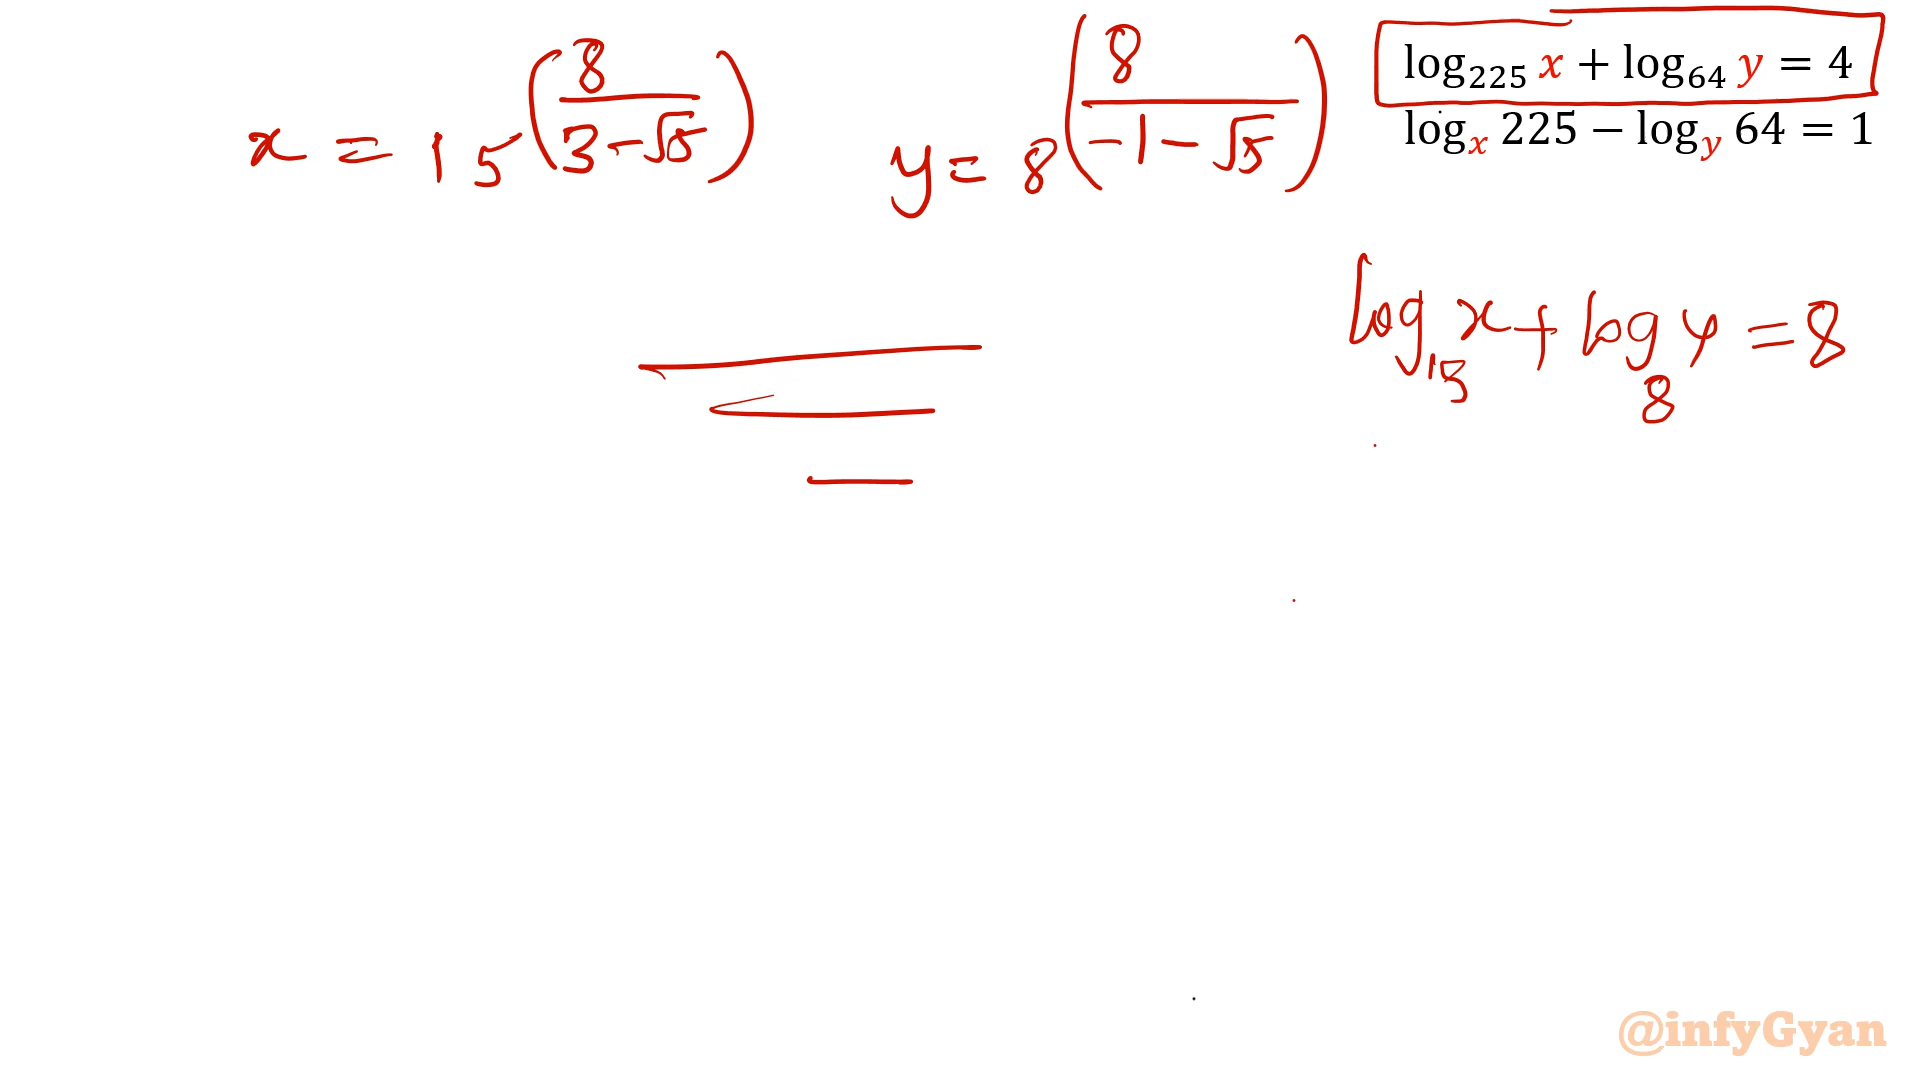 log₂₂₅ x + log₆₄ y = 4
logₓ 225 − log_y 64 = 1
x = 15^(8/(3−√5)) y = 8^(8/(−1−√5))
log₁₅ x + log₈ y = 8
@infyGyan